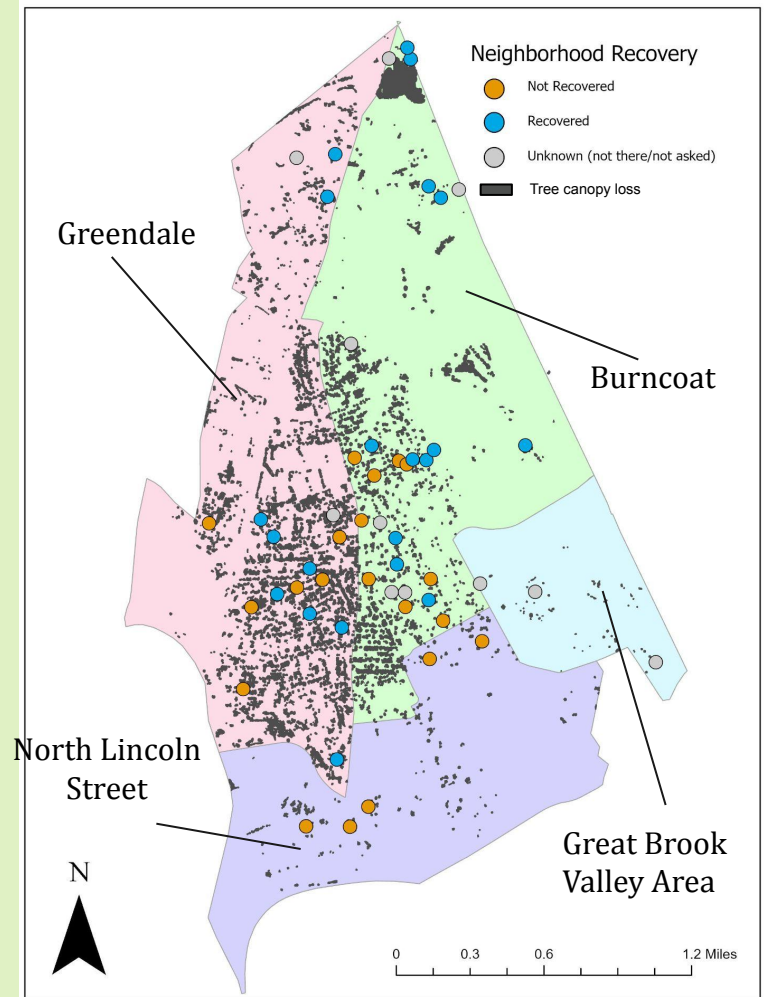 Neighborhood Recovery
Not Recovered
Recovered
Unknown (not there/not asked)
Tree canopy loss
Greendale
Burncoat
North Lincoln
Street
Great Brook
Valley Area
N
0 0.3 0.6 1.2 Miles